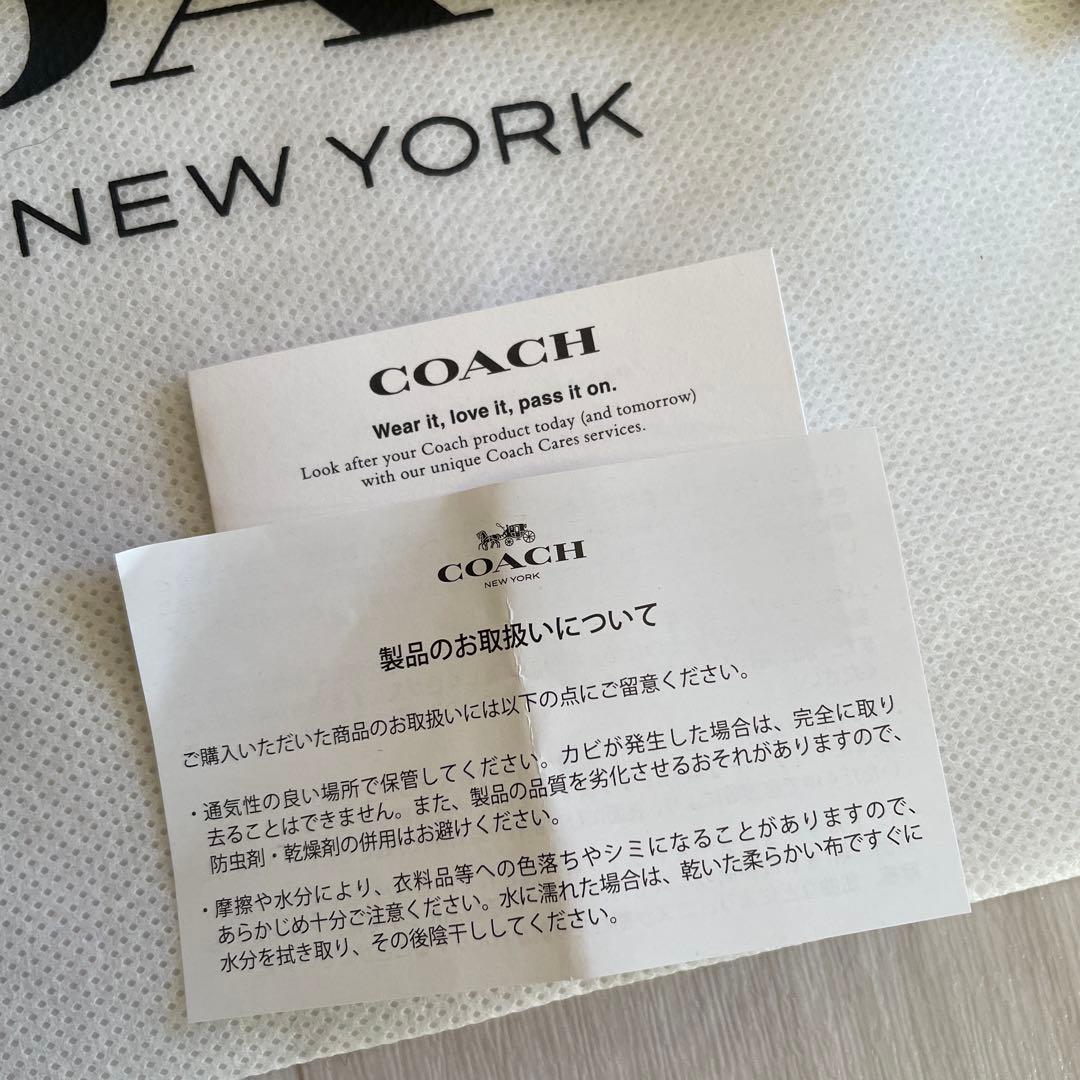 NEW YORK
COACH
Wear it, love it, pass it on.
Look after your Coach product today (and tomorrow)
with our unique Coach Cares services.
COACH
NEW YORK
製品のお取扱いについて
ご購入いただいた商品のお取扱いには以下の点にご留意ください。
・通気性の良い場所で保管してください。カビが発生した場合は、完全に取り
去ることはできません。また、製品の品質を劣化させるおそれがありますので、
防虫剤・乾燥剤の併用はお避けください。
・摩擦や水分により、衣料品等への色落ちやシミになることがありますので、
あらかじめ十分ご注意ください。水に濡れた場合は、乾いた柔らかい布ですぐに
水分を拭き取り、その後陰干ししてください。